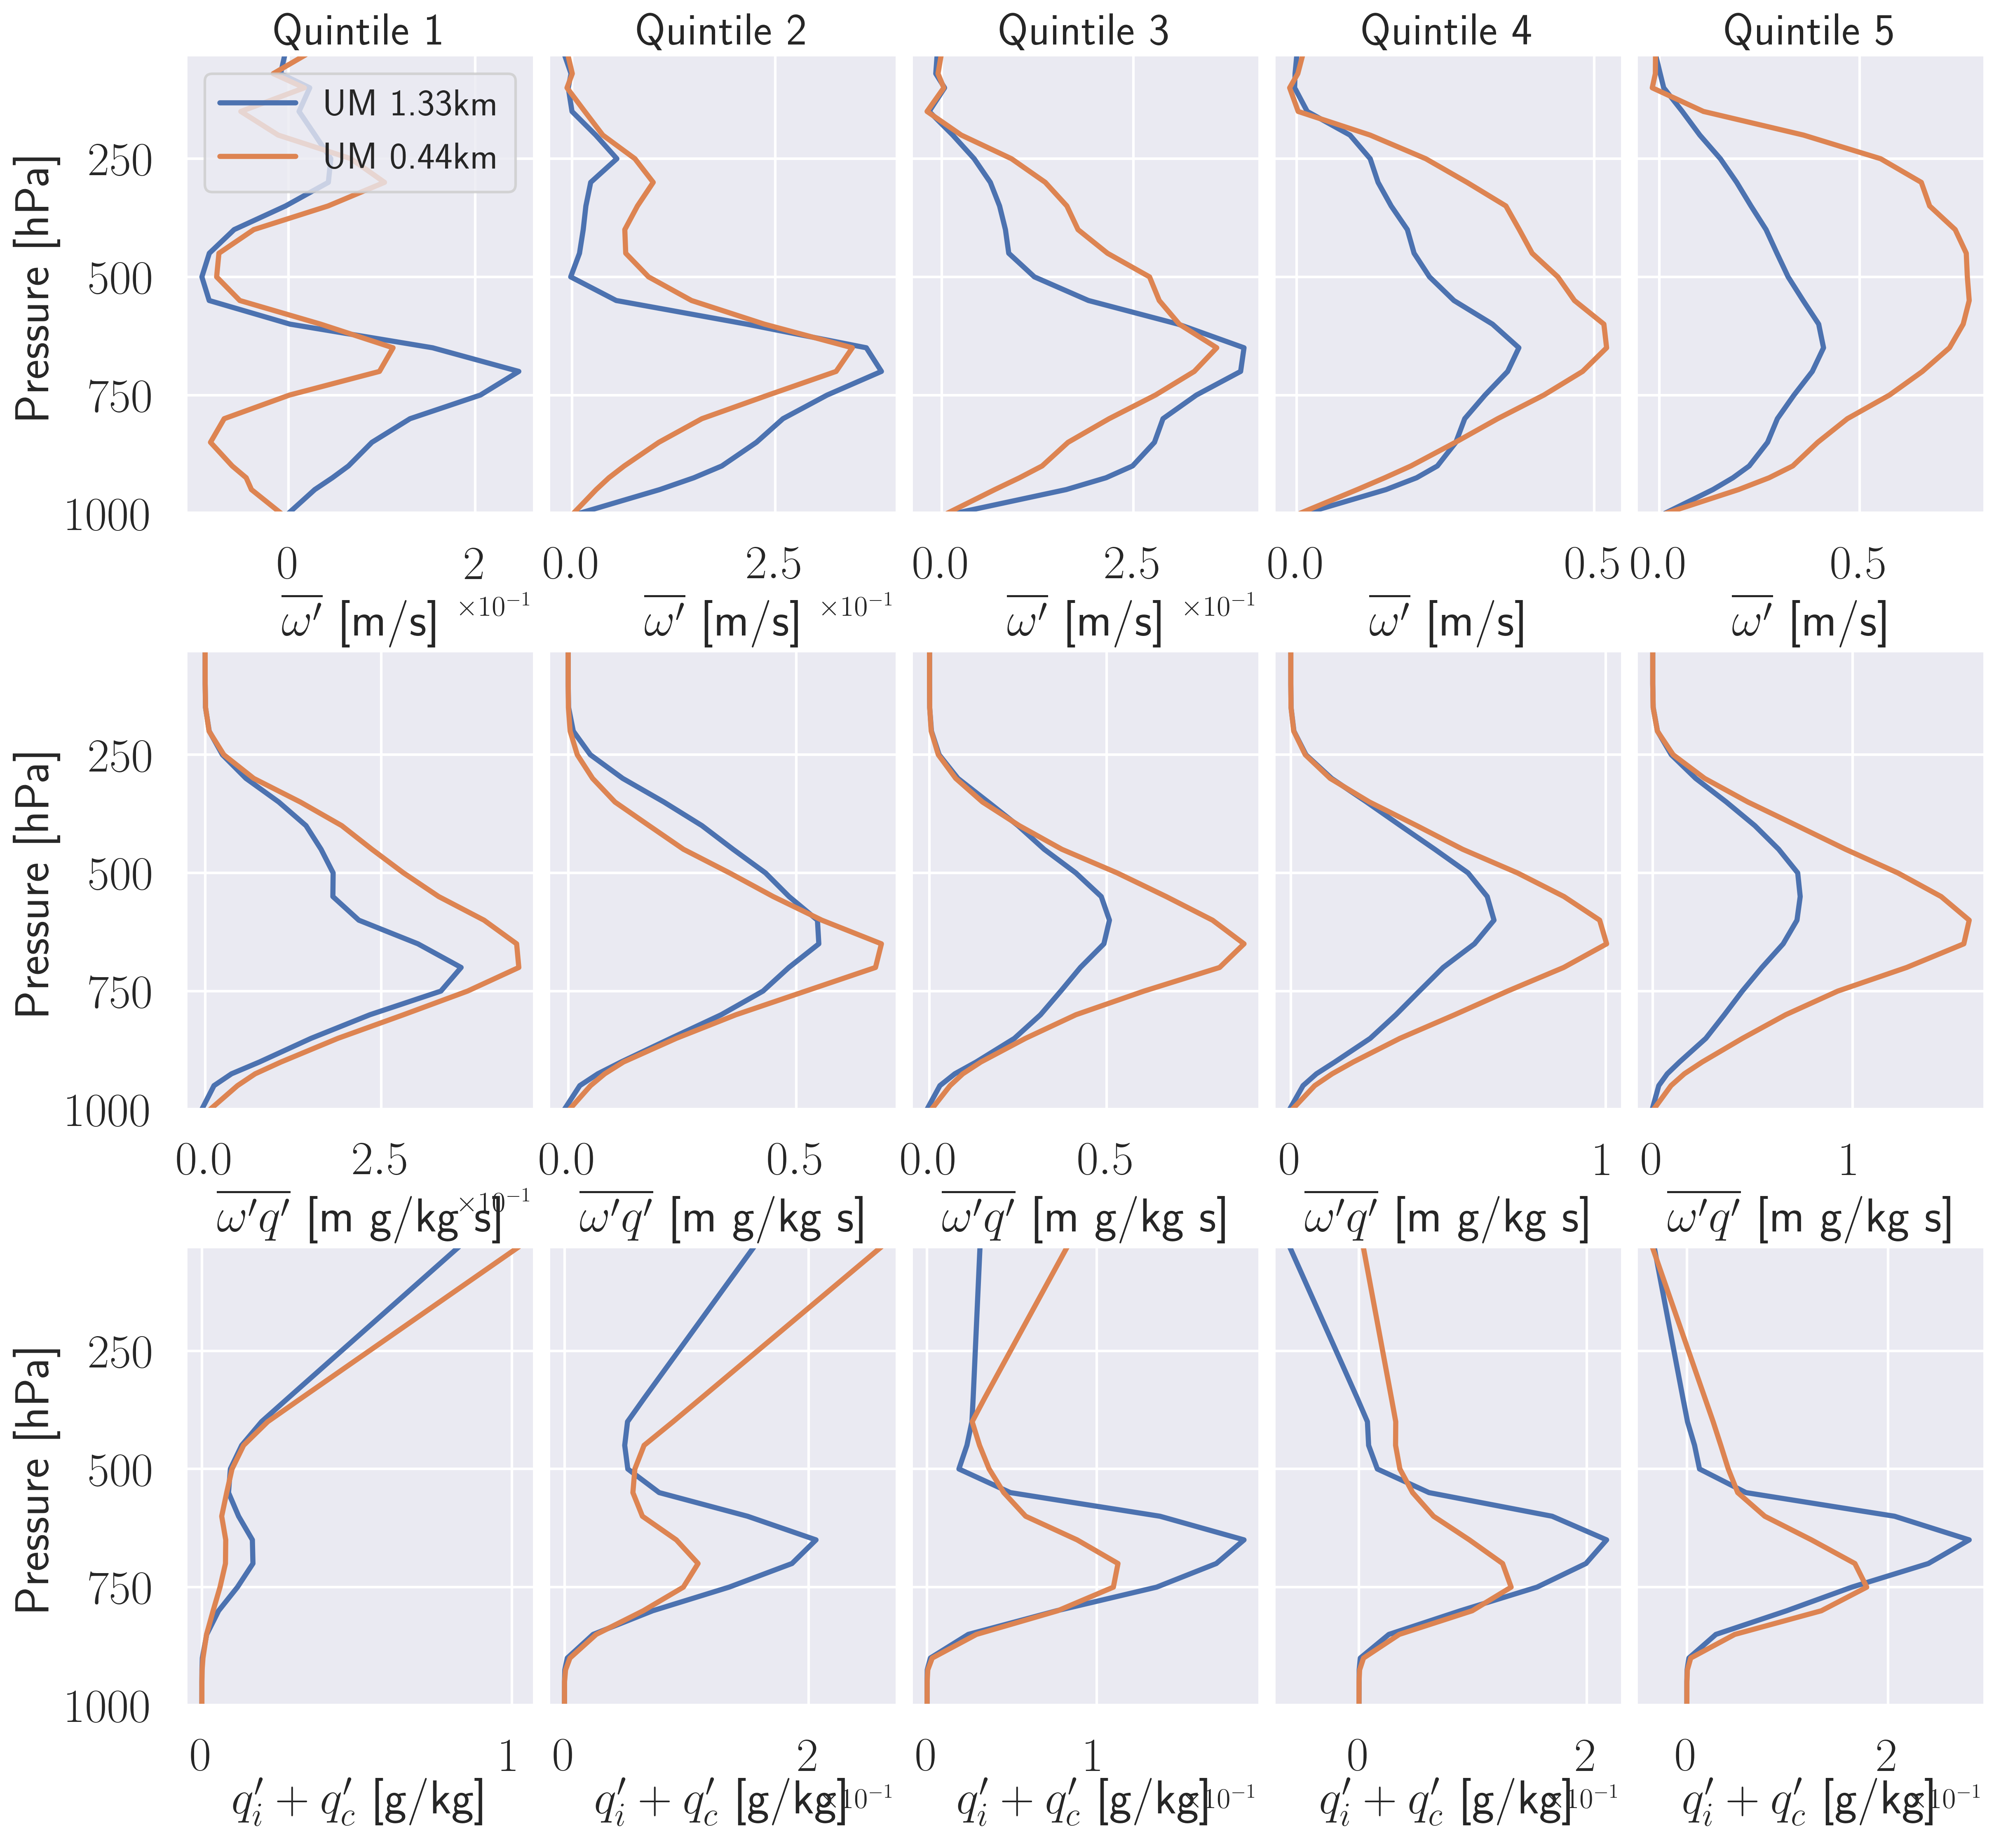 Quintile 1 Quintile 2 Quintile 3 Quintile 4 Quintile 5
UM 1.33km
UM 0.44km
Pressure [hPa]
250
500
750
1000
0 2 0.0 2.5 0.0 2.5 0.0 0.5 0.0 0.5
×10⁻¹ ×10⁻¹ ×10⁻¹
ω′ [m/s] ω′ [m/s] ω′ [m/s] ω′ [m/s] ω′ [m/s]
Pressure [hPa]
250
500
750
1000
0.0 2.5 0.0 0.5 0.0 0.5 0 1 0 1
×10⁻¹
ω′q′ [m g/kg s] ω′q′ [m g/kg s] ω′q′ [m g/kg s] ω′q′ [m g/kg s] ω′q′ [m g/kg s]
Pressure [hPa]
250
500
750
1000
0 1 0 2 0 1 0 2 0 2
q′i + q′c [g/kg] q′i + q′c [g/kg] ×10⁻¹ q′i + q′c [g/kg] ×10⁻¹ q′i + q′c [g/kg] ×10⁻¹ q′i + q′c [g/kg] ×10⁻¹